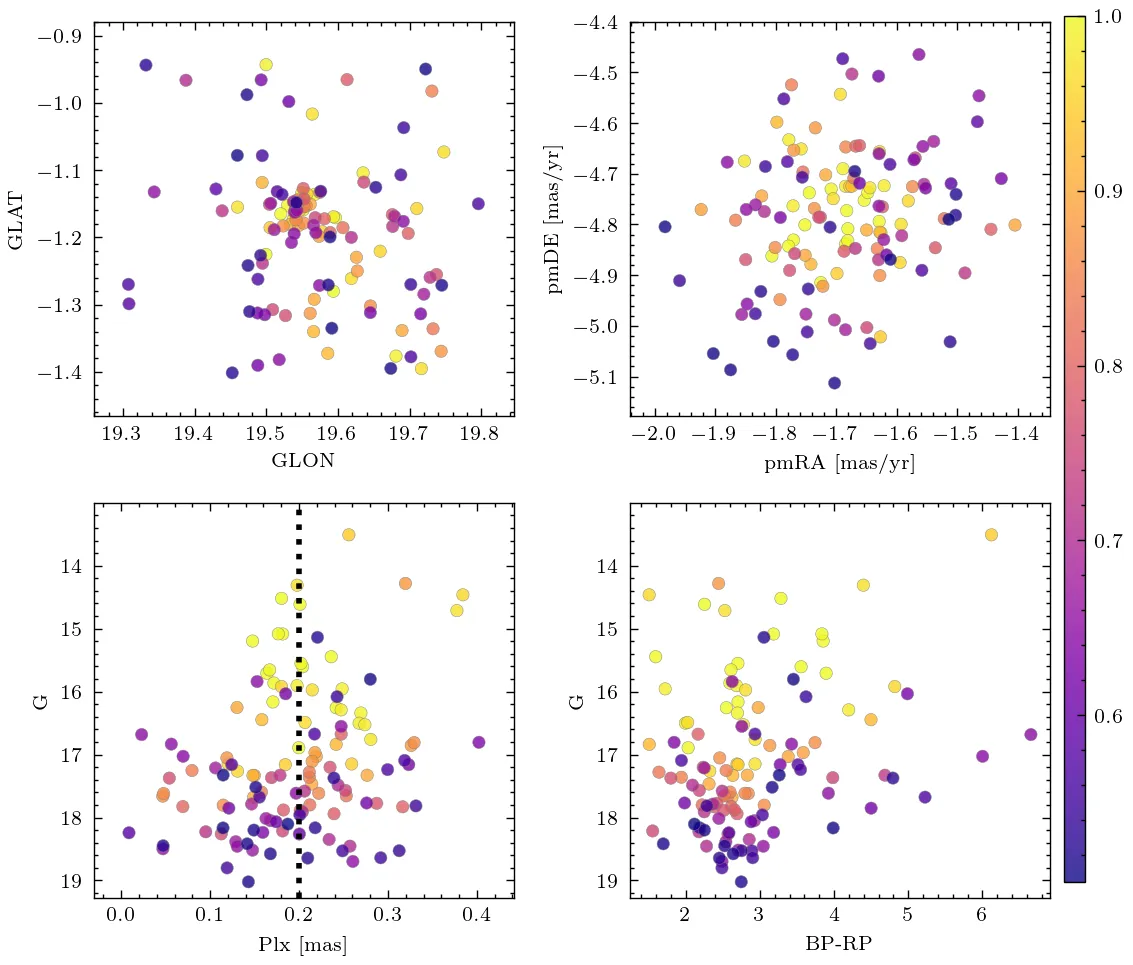 −0.9
−1.0
−1.1
−1.2
−1.3
−1.4
GLAT
19.3 19.4 19.5 19.6 19.7 19.8
GLON
−4.4
−4.5
−4.6
−4.7
−4.8
−4.9
−5.0
−5.1
pmDE [mas/yr]
−2.0 −1.9 −1.8 −1.7 −1.6 −1.5 −1.4
pmRA [mas/yr]
1.0
0.9
0.8
0.7
0.6
14
15
16
17
18
19
G
0.0 0.1 0.2 0.3 0.4
Plx [mas]
14
15
16
17
18
19
G
2 3 4 5 6
BP-RP